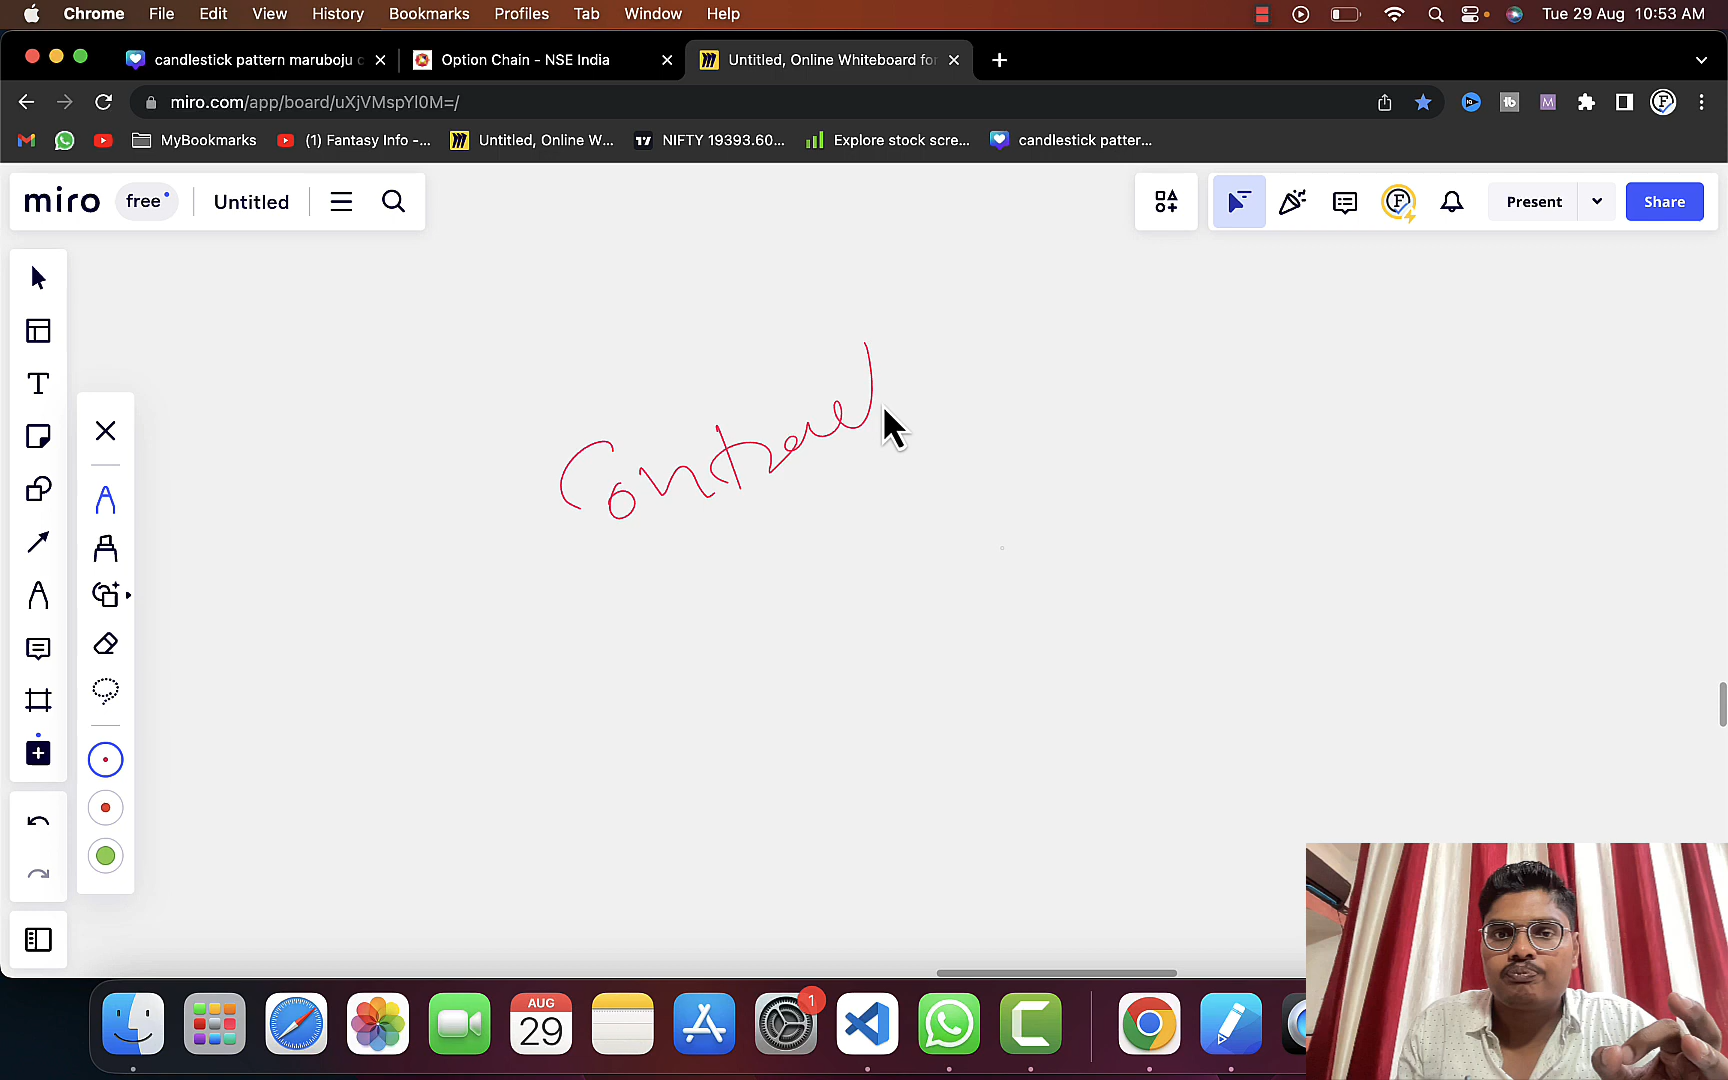 Chrome File Edit View History Bookmarks Profiles Tab Window Help Tue 29 Aug 10:53 AM
candlestick pattern maruboju c Option Chain - NSE India Untitled, Online Whiteboard for
miro.com/app/board/uXjVMspYI0M=/
MyBookmarks (1) Fantasy Info -... Untitled, Online W... NIFTY 19393.60... Explore stock scre... candlestick patter...
miro free Untitled Present Share
AUG
29
1